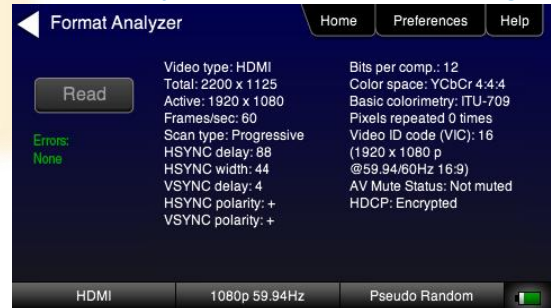 Format Analyzer
Home
Preferences
Help
Read
Errors:
None
Video type: HDMI
Total: 2200 x 1125
Active: 1920 x 1080
Frames/sec: 60
Scan type: Progressive
HSYNC delay: 88
HSYNC width: 44
VSYNC delay: 4
HSYNC polarity: +
VSYNC polarity: +
Bits per comp.: 12
Color space: YCbCr 4:4:4
Basic colorimetry: ITU-709
Pixels repeated 0 times
Video ID code (VIC): 16
(1920 x 1080 p
@59.94/60Hz 16:9)
AV Mute Status: Not muted
HDCP: Encrypted
HDMI
1080p 59.94Hz
Pseudo Random